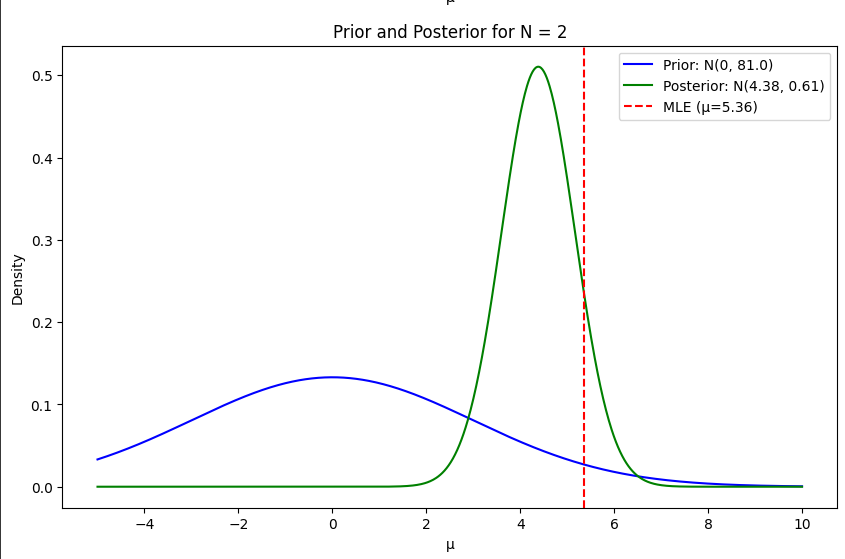 μ
Prior and Posterior for N = 2
Prior: N(0, 81.0)
Posterior: N(4.38, 0.61)
MLE (μ=5.36)
Density
0.5
0.4
0.3
0.2
0.1
0.0
−4 −2 0 2 4 6 8 10
μ